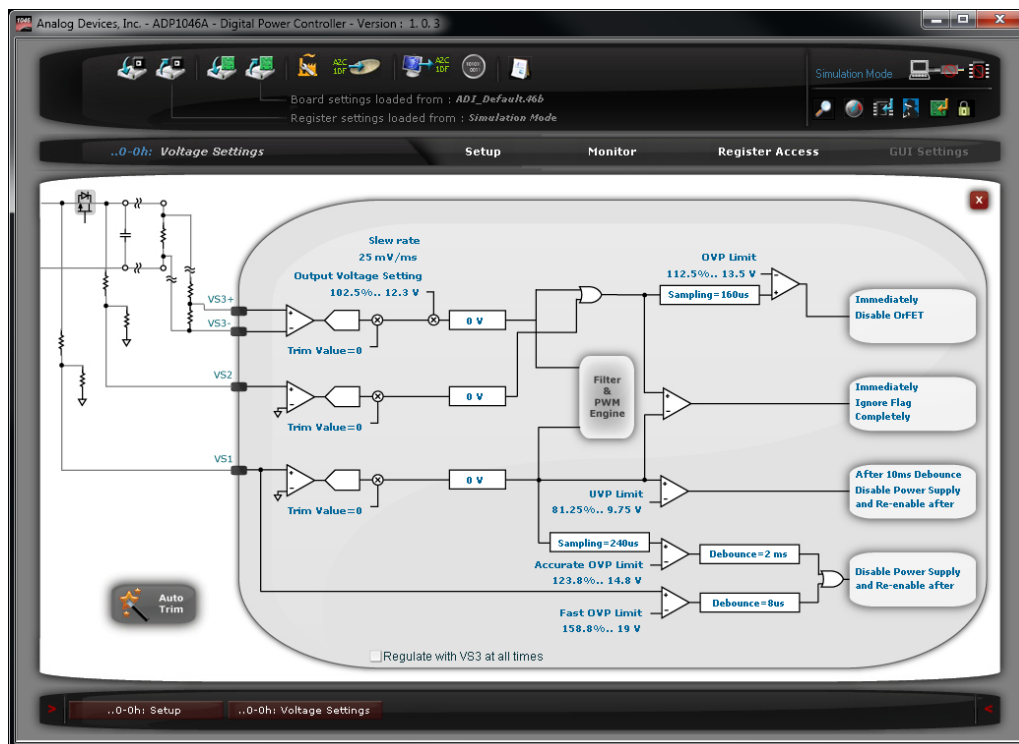 Analog Devices, Inc. - ADP1046A - Digital Power Controller - Version : 1. 0. 3
A2C
1DF
A2C
1DF
Simulation Mode
Board settings loaded from : ADI_Default.46b
Register settings loaded from : Simulation Mode
..0-0h: Voltage Settings
Setup
Monitor
Register Access
GUI Settings
x
Slew rate
25 mV/ms
Output Voltage Setting
102.5%.. 12.3 V
OVP Limit
112.5%.. 13.5 V
Sampling=160us
Immediately
Disable OrFET
VS3+
VS3-
0 V
Trim Value=0
Filter
&
PWM
Engine
VS2
0 V
Trim Value=0
Immediately
Ignore Flag
Completely
VS1
0 V
Trim Value=0
UVP Limit
81.25%.. 9.75 V
After 10ms Debounce
Disable Power Supply
and Re-enable after
Sampling=240us
Accurate OVP Limit
123.8%.. 14.8 V
Debounce=2 ms
Disable Power Supply
and Re-enable after
Fast OVP Limit
158.8%.. 19 V
Debounce=8us
Auto
Trim
Regulate with VS3 at all times
> ..0-0h: Setup
..0-0h: Voltage Settings <